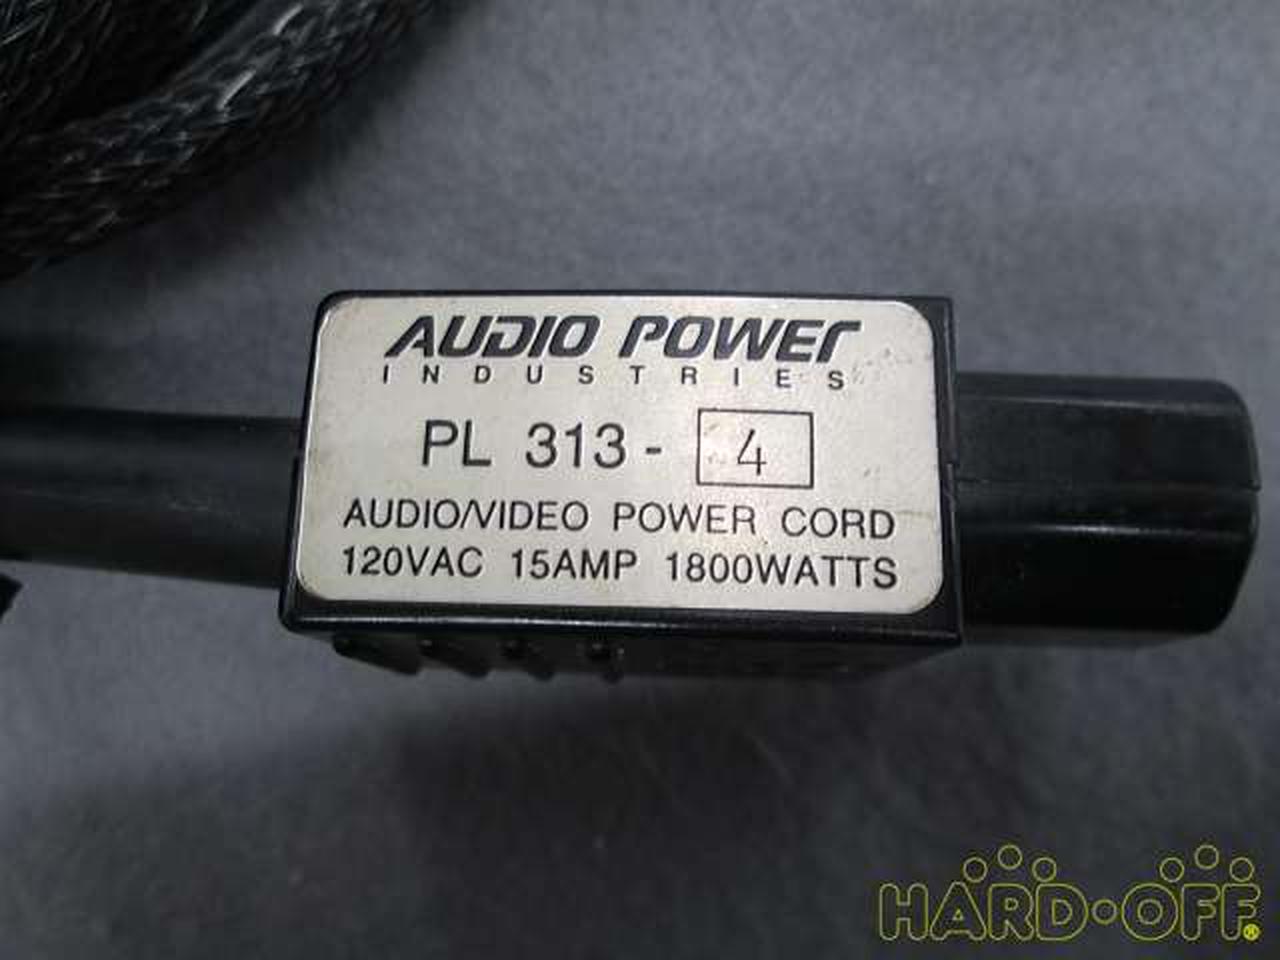 AUDIO POWER
INDUSTRIES
PL 313- 4
AUDIO/VIDEO POWER CORD
120VAC 15AMP 1800WATTS
HARD-OFF®